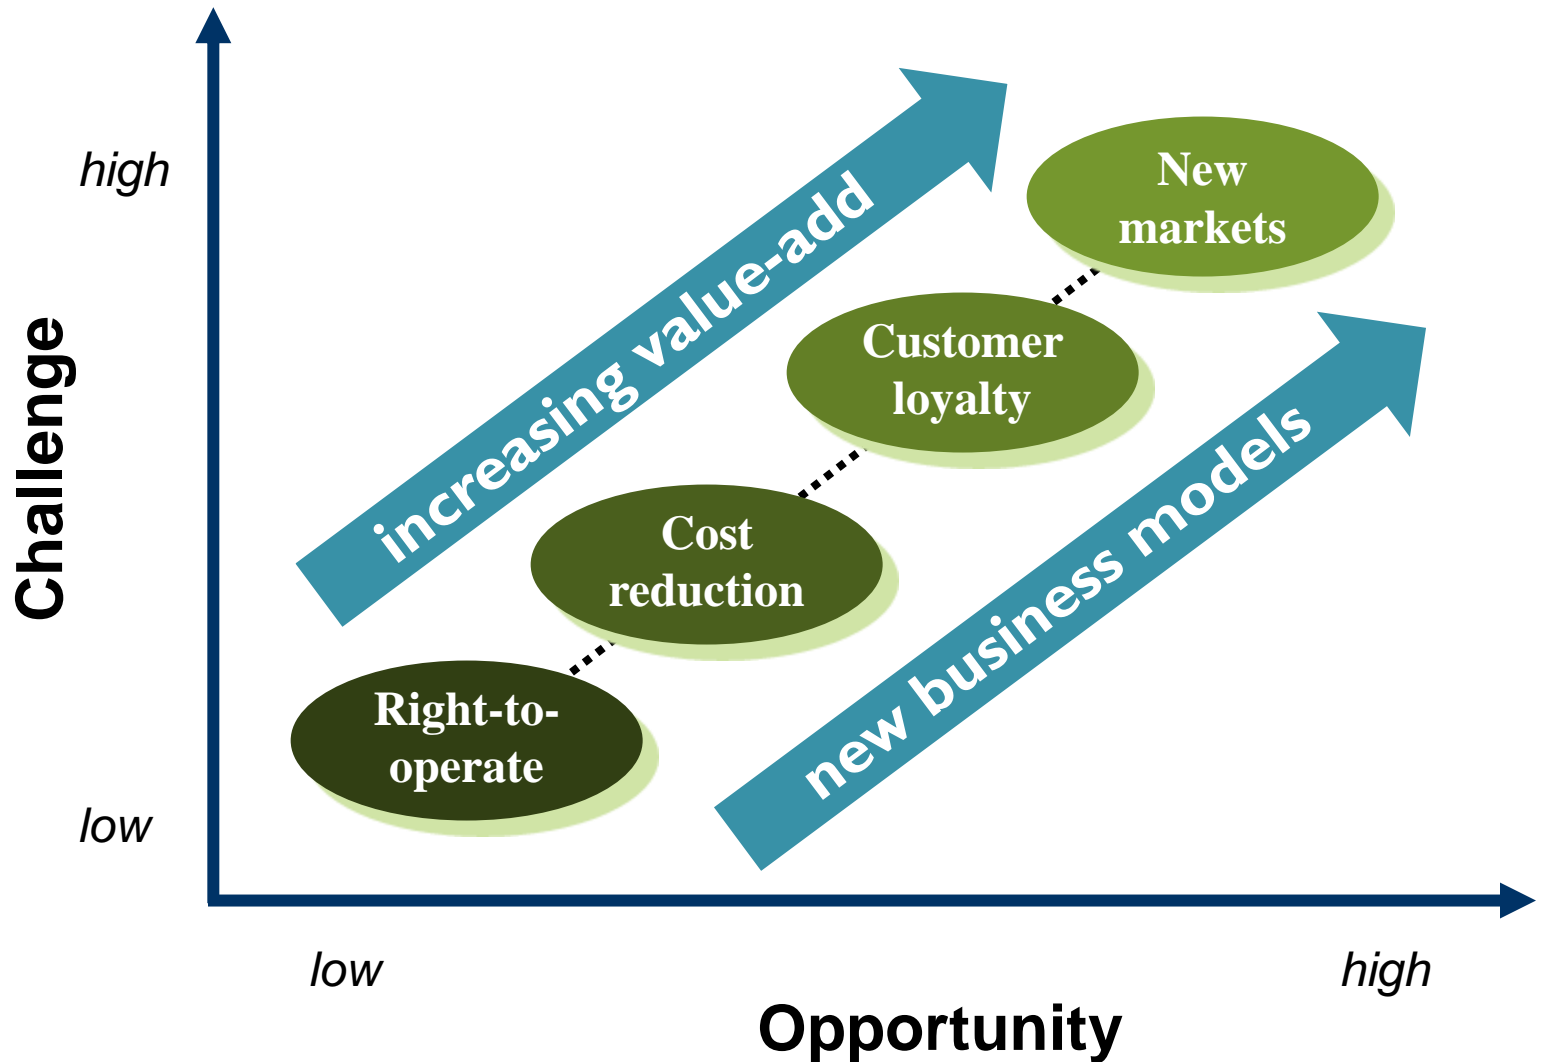 high
New
markets
increasing value-add
Customer
loyalty
Challenge
Cost
reduction
new business models
Right-to-
operate
low
low
high
Opportunity